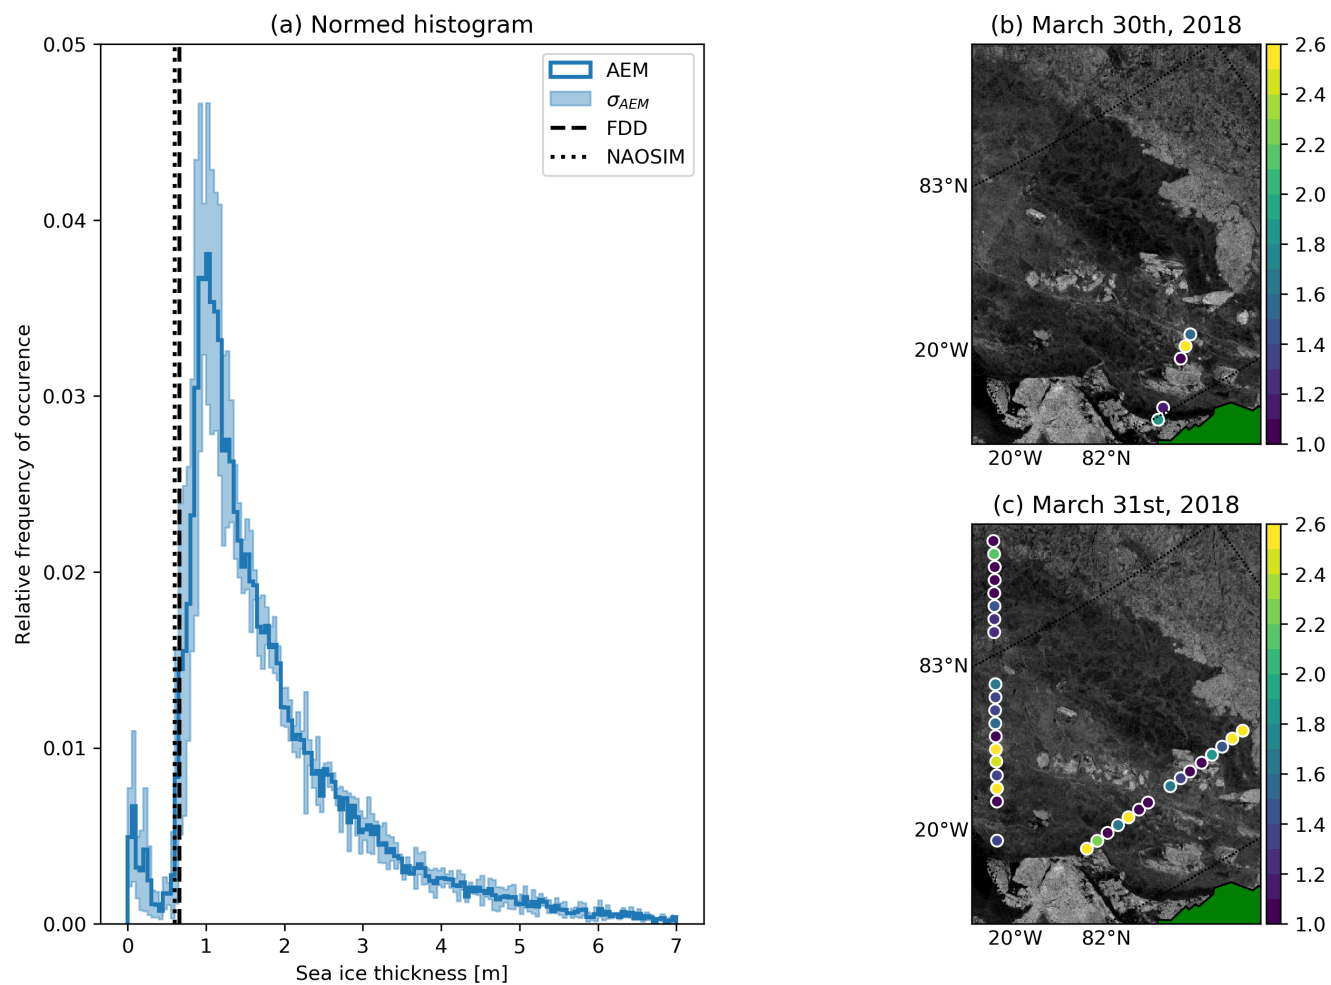 (a) Normed histogram
0.05
0.04
0.03
0.02
0.01
0.00
Relative frequency of occurence
0 1 2 3 4 5 6 7
Sea ice thickness [m]
AEM
σAEM
FDD
NAOSIM
(b) March 30th, 2018
83°N
20°W
20°W 82°N
2.6
2.4
2.2
2.0
1.8
1.6
1.4
1.2
1.0
(c) March 31st, 2018
83°N
20°W
20°W 82°N
2.6
2.4
2.2
2.0
1.8
1.6
1.4
1.2
1.0